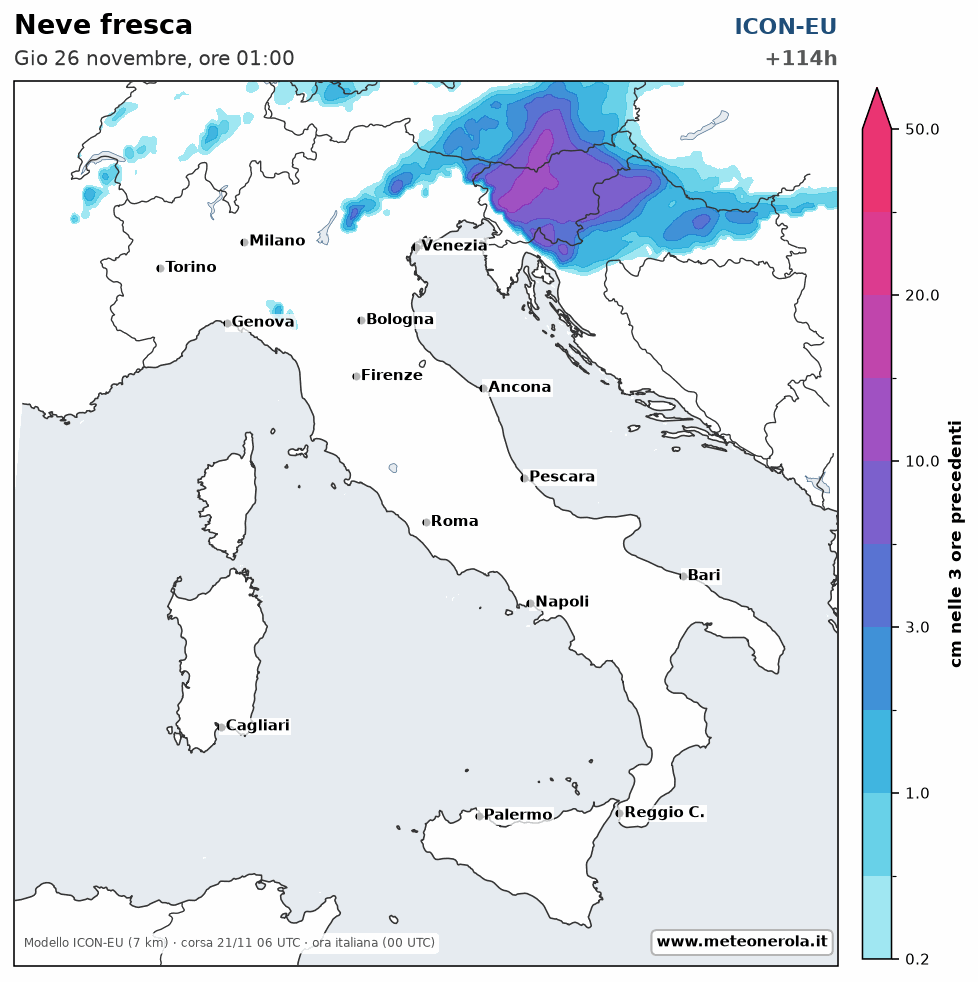 Neve fresca
ICON-EU
Gio 26 novembre, ore 01:00
+114h
50.0
20.0
10.0
3.0
1.0
0.2
cm nelle 3 ore precedenti
Milano
Venezia
Torino
Genova
Bologna
Firenze
Ancona
Pescara
Roma
Bari
Napoli
Cagliari
Palermo
Reggio C.
Modello ICON-EU (7 km) · corsa 21/11 06 UTC · ora italiana (00 UTC)
www.meteonerola.it